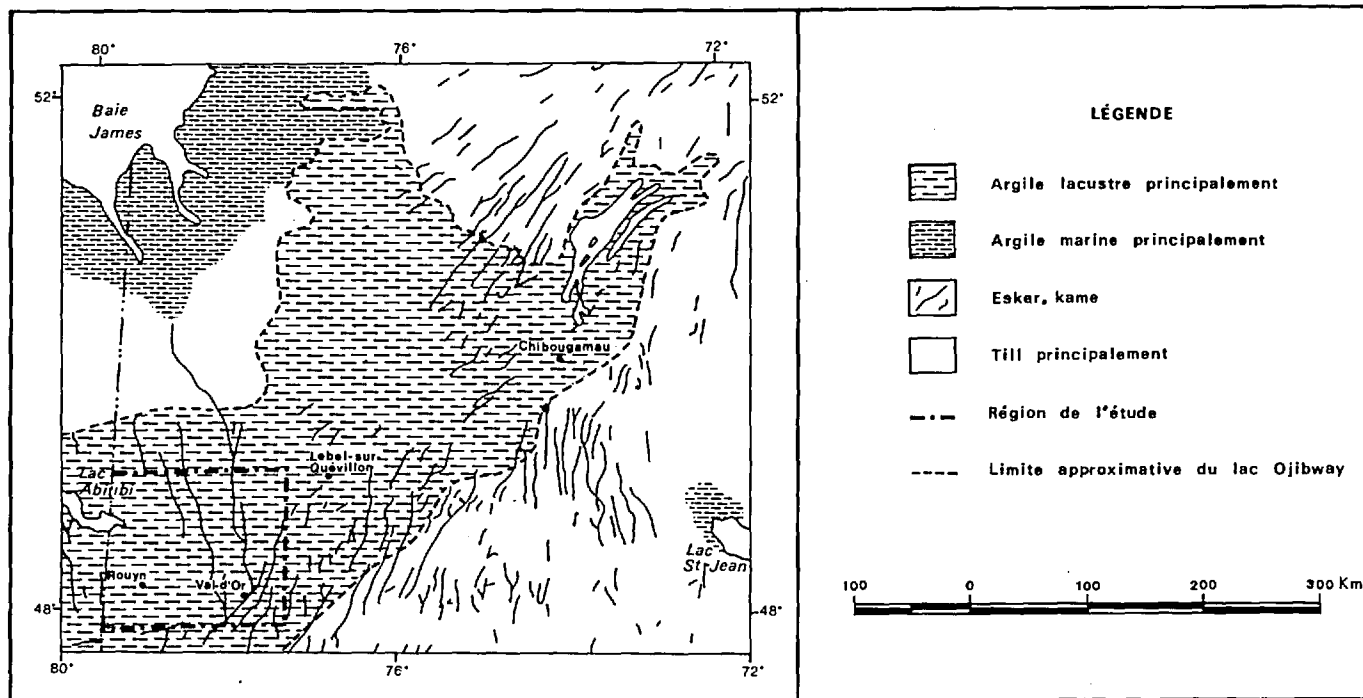 80°
76°
72°
52°
52°
Baie
James
Chibougamau
Lebel-sur-
Quévillon
Lac
Abitibi
Rouyn
Val-d'Or
Lac
St-Jean
48°
48°
80°
76°
72°
LÉGENDE
Argile lacustre principalement
Argile marine principalement
Esker, kame
Till principalement
Région de l'étude
Limite approximative du lac Ojibway
100 0 100 200 300 Km